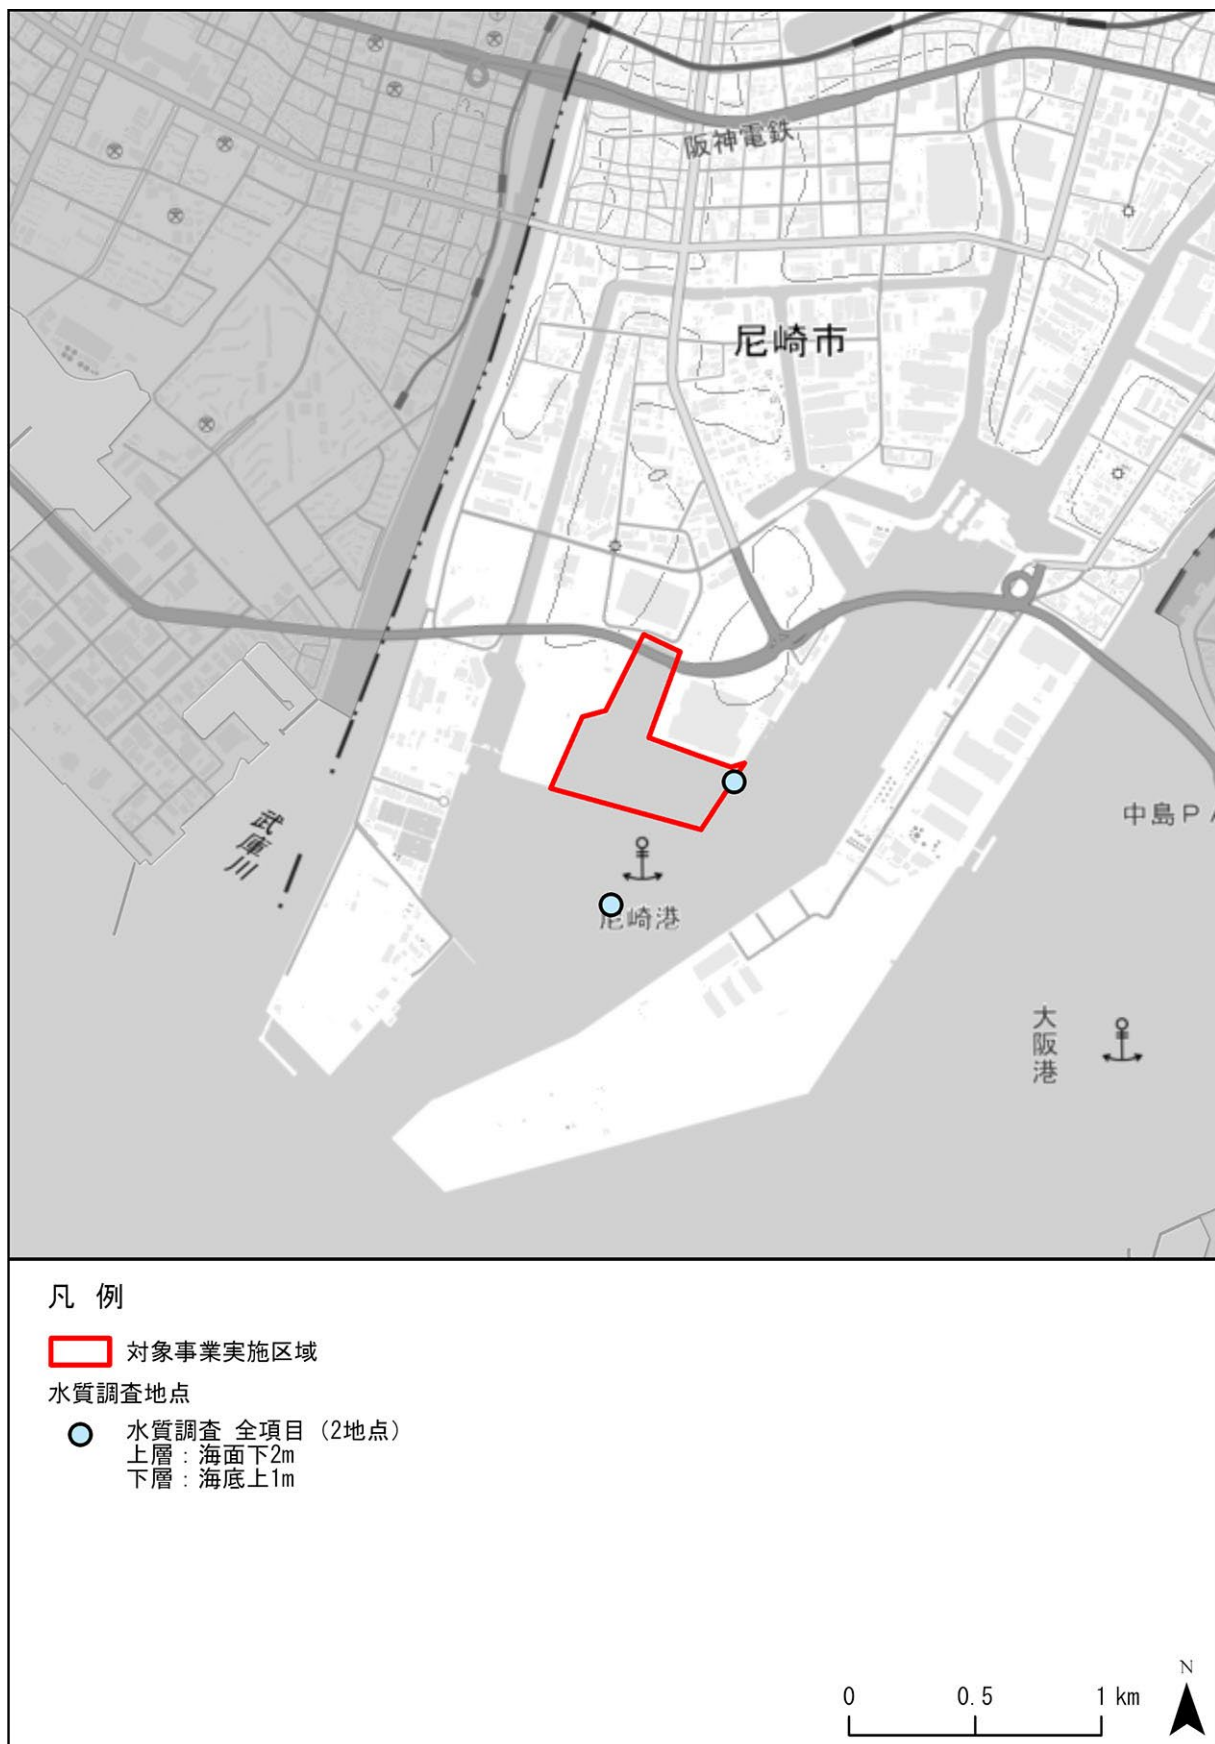 阪神電鉄
尼崎市
中島PA
武庫川
尼崎港
大阪港
凡 例
対象事業実施区域
水質調査地点
水質調査 全項目（2地点）
上層：海面下2m
下層：海底上1m
0 0.5 1 km
N